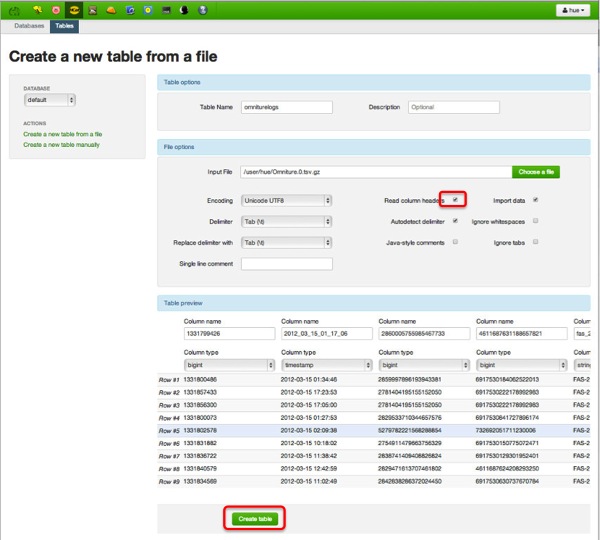 hue
Databases Tables
Create a new table from a file
DATABASE
default
ACTIONS
Create a new table from a file
Create a new table manually
Table options
Table Name omniturelogs Description Optional
File options
Input File /user/hue/Omniture.0.tsv.gz Choose a file
Encoding Unicode UTF8 Read column headers Import data
Delimiter Tab (\t) Autodetect delimiter Ignore whitespaces
Replace delimiter with Tab (\t) Java-style comments Ignore tabs
Single line comment
Table preview
Column name Column name Column name Column name Column
1331799426 2012_03_15_01_17_06 2860005755985467733 4611687631188657821 fas_2
Column type Column type Column type Column type Column
bigint timestamp bigint bigint string
Row #1 1331800486 2012-03-15 01:34:46 2859997896193943381 6917530184062522013 FAS-2
Row #2 1331857433 2012-03-15 17:23:53 2781404195155152050 6917530222178992983 FAS-2
Row #3 1331856300 2012-03-15 17:05:00 2781404195155152050 6917530222178992983 FAS-2
Row #4 1331800073 2012-03-15 01:27:53 2829533710344657576 6917530841727896174 FAS-2
Row #5 1331802578 2012-03-15 02:09:38 5279782221568288854 732692051711230006 FAS-2
Row #6 1331831882 2012-03-15 10:18:02 2754911479663756329 6917530150775072471 FAS-2
Row #7 1331836722 2012-03-15 11:38:42 2838741409408826824 6917530129301952401 FAS-2
Row #8 1331840579 2012-03-15 12:42:59 2829471613707461802 4611687624208293250 FAS-2
Row #9 1331834569 2012-03-15 11:02:49 2842838286372024450 6917530630737670784 FAS-2
Create table